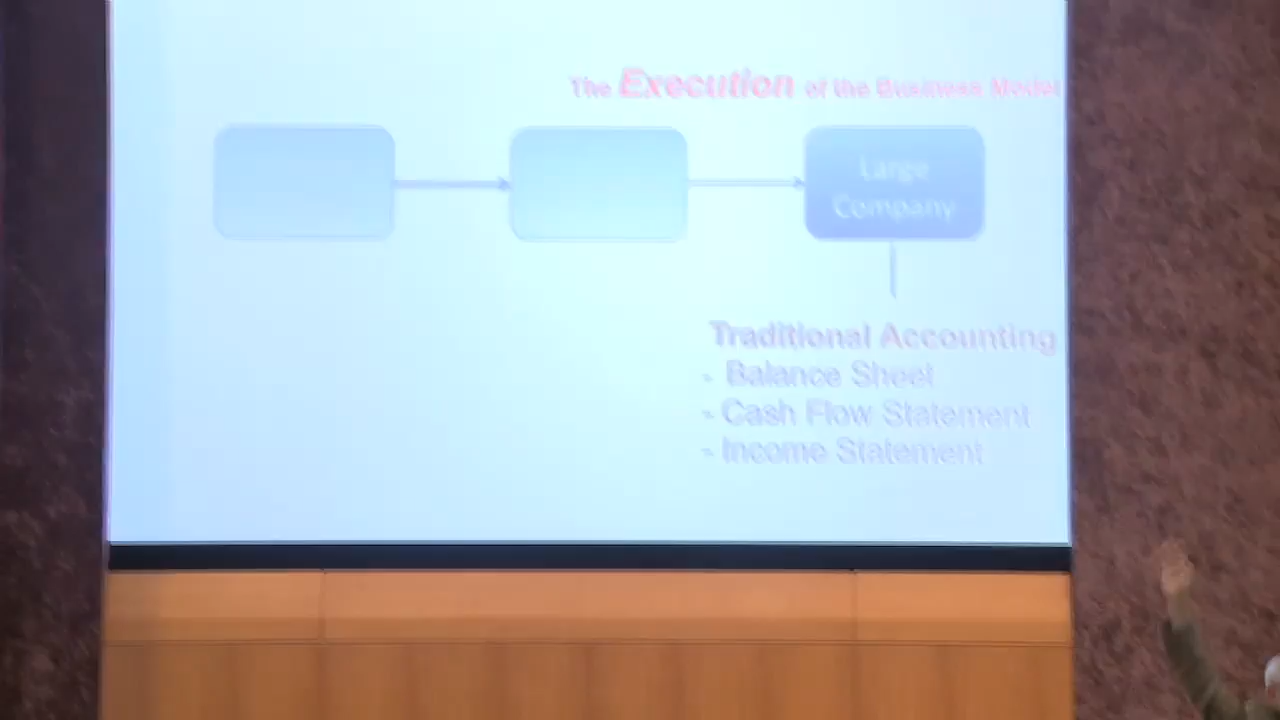 The Execution of the Business Model
Large
Company
Traditional Accounting
- Balance Sheet
- Cash Flow Statement
- Income Statement